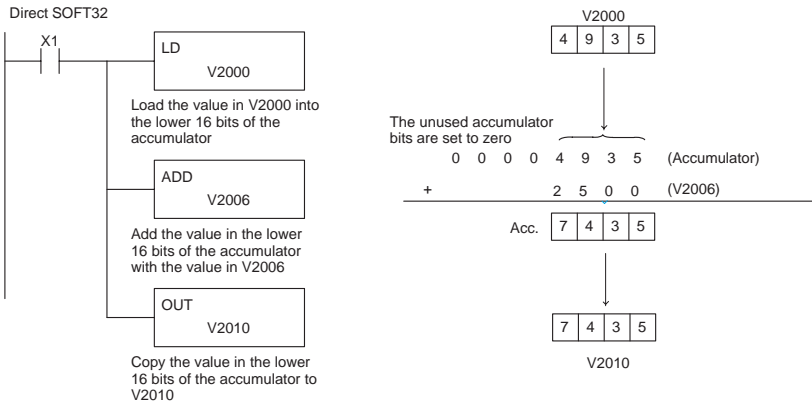 Direct SOFT32
X1
LD
V2000
Load the value in V2000 into
the lower 16 bits of the
accumulator
ADD
V2006
Add the value in the lower
16 bits of the accumulator
with the value in V2006
OUT
V2010
Copy the value in the lower
16 bits of the accumulator to
V2010
V2000
4 9 3 5
The unused accumulator
bits are set to zero
0 0 0 0 4 9 3 5 (Accumulator)
+ 2 5 0 0 (V2006)
Acc. 7 4 3 5
7 4 3 5
V2010